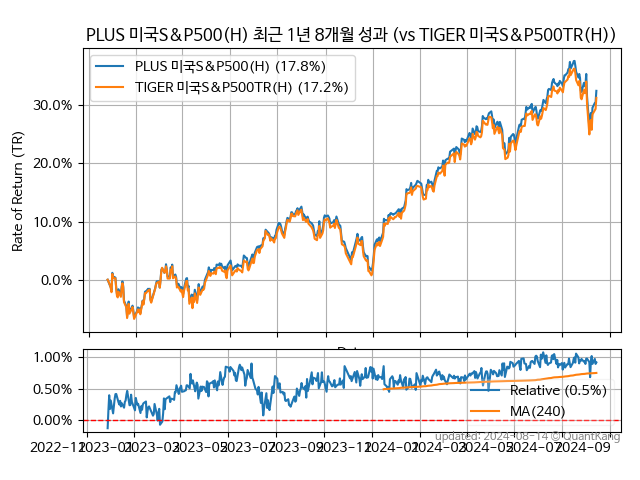 PLUS 미국S&P500(H) 최근 1년 8개월 성과 (vs TIGER 미국S&P500TR(H))
PLUS 미국S&P500(H) (17.8%)
TIGER 미국S&P500TR(H) (17.2%)
Rate of Return (TR)
30.0%
20.0%
10.0%
0.0%
1.00%
0.50%
0.00%
Relative (0.5%)
MA(240)
updated: 2024-08-14 © QuantKang
2022-11 2023-01 2023-03 2023-05 2023-07 2023-09 2023-11 2024-01 2024-03 2024-05 2024-07 2024-09